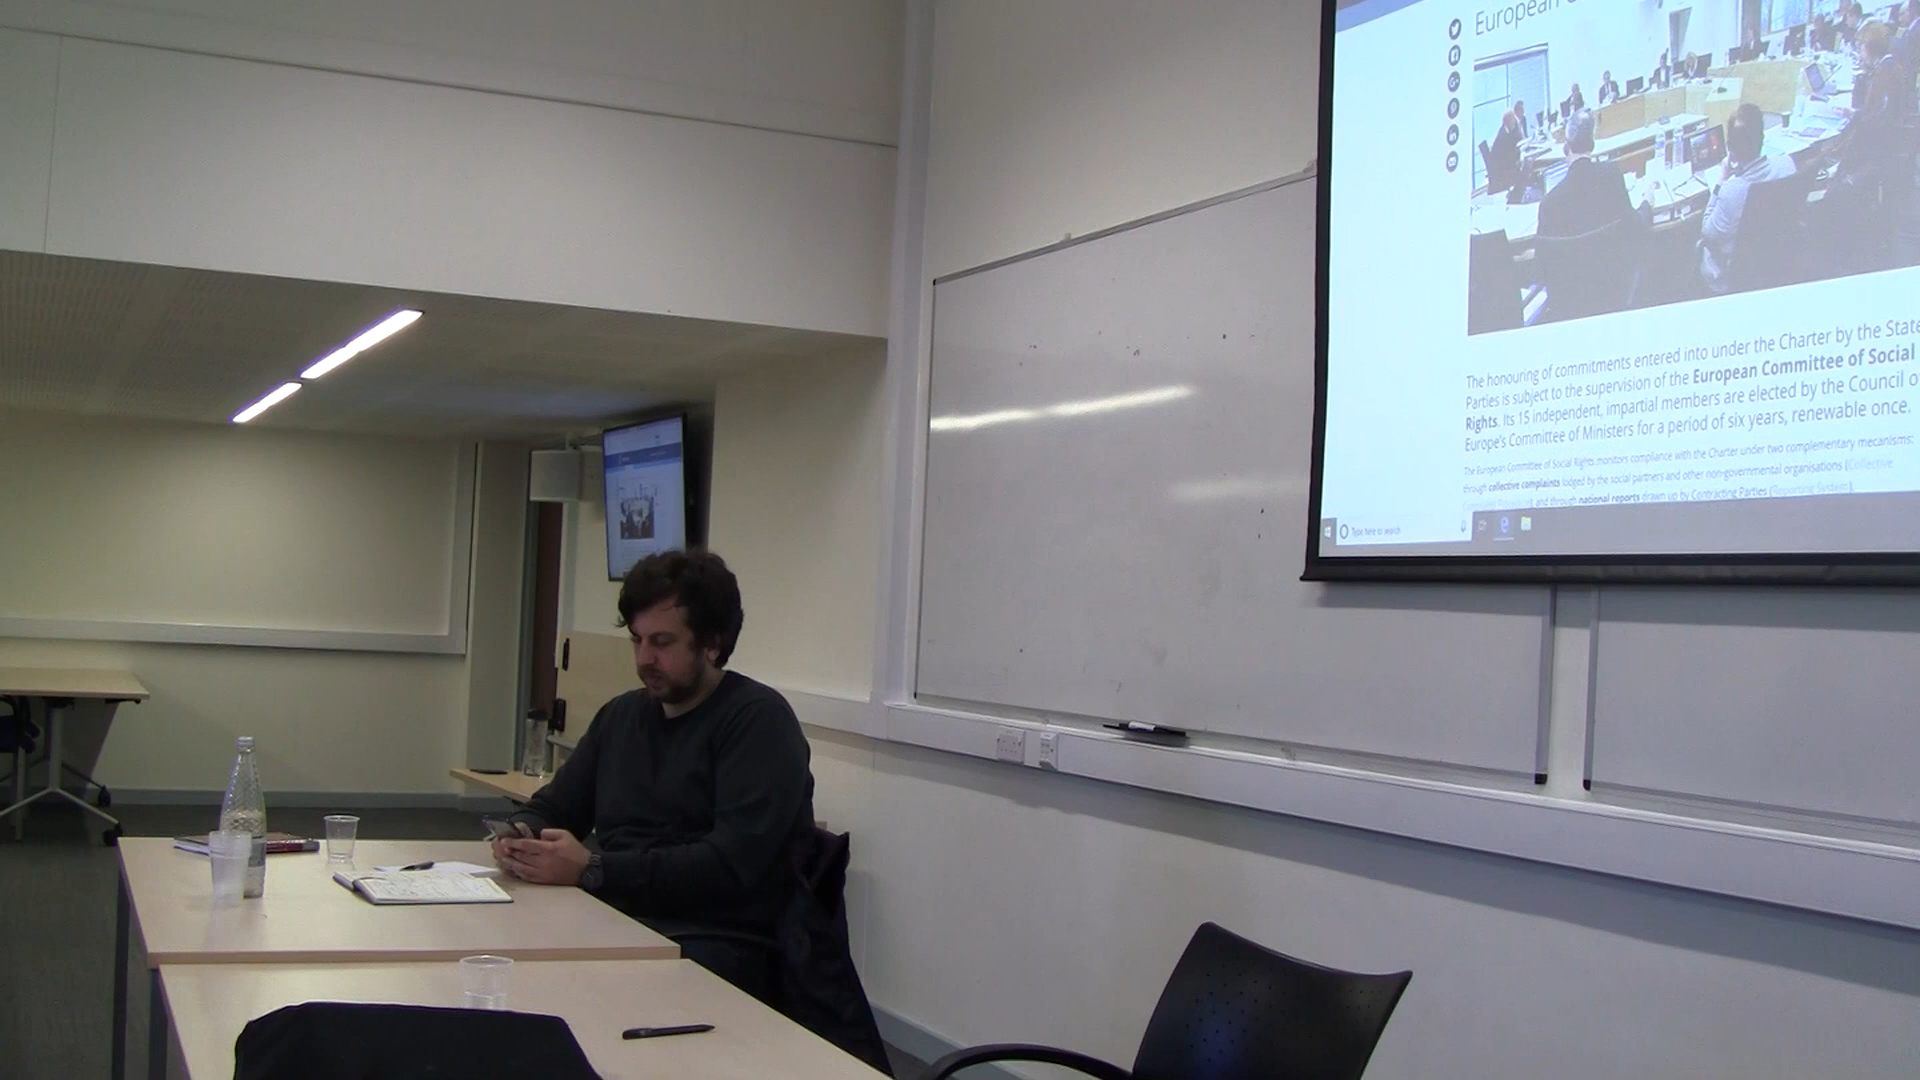 European
The honouring of commitments entered into under the Charter by the State
Parties is subject to the supervision of the European Committee of Social
Rights. Its 15 independent, impartial members are elected by the Council o
Europe's Committee of Ministers for a period of six years, renewable once.
The European Committee of Social Rights monitors compliance with the Charter under two complementary mechanisms:
through collective complaints lodged by the social partners and other non-governmental organisations (Collective
and through national reports drawn up by Contracting Parties (Reporting System).
Type here to search